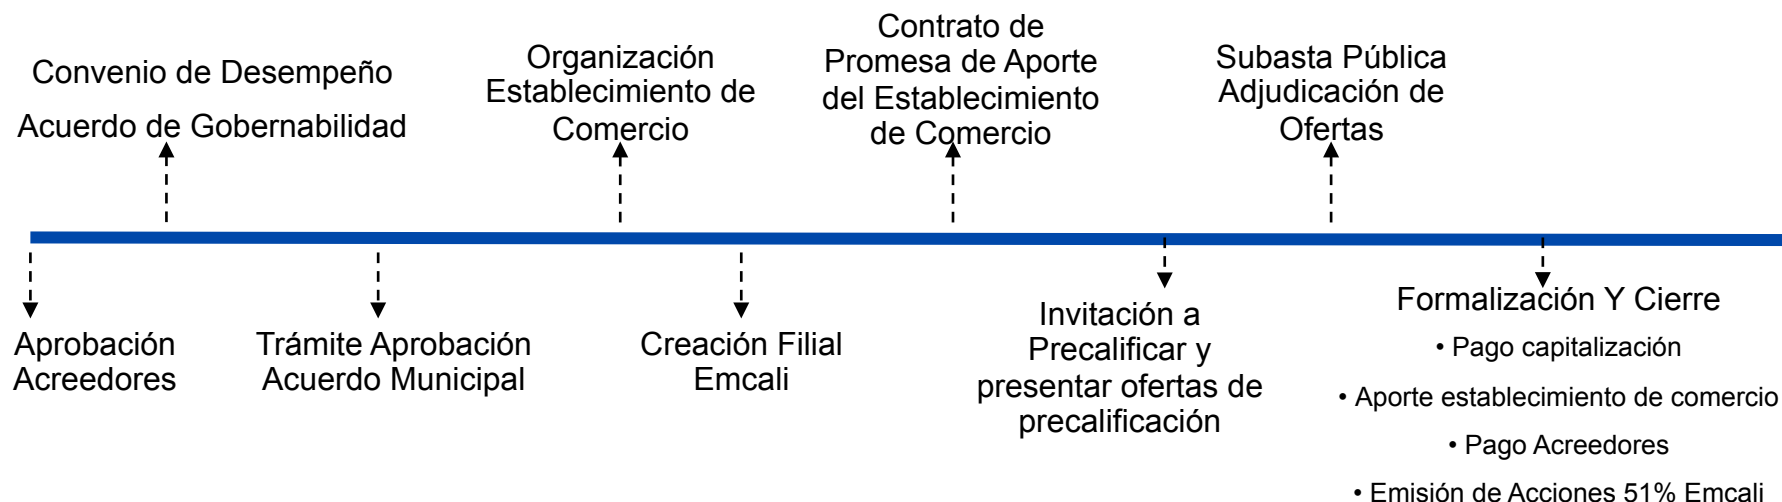 Convenio de Desempeño
Acuerdo de Gobernabilidad
Organización
Establecimiento de
Comercio
Contrato de
Promesa de Aporte
del Establecimiento
de Comercio
Subasta Pública
Adjudicación de
Ofertas
Aprobación
Acreedores
Trámite Aprobación
Acuerdo Municipal
Creación Filial
Emcali
Invitación a
Precalificar y
presentar ofertas de
precalificación
Formalización Y Cierre
• Pago capitalización
• Aporte establecimiento de comercio
• Pago Acreedores
• Emisión de Acciones 51% Emcali